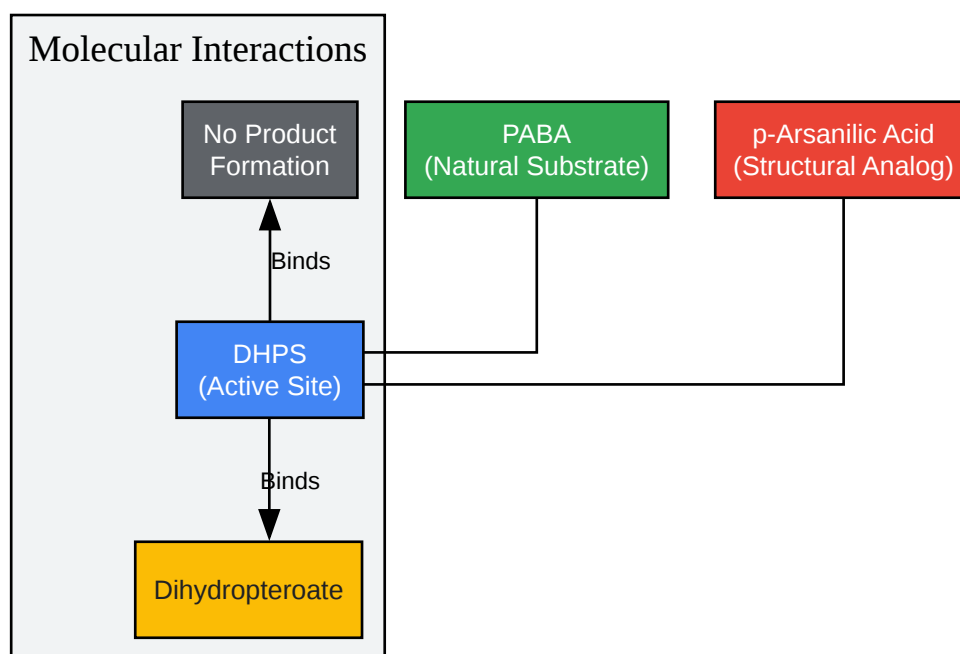 Molecular Interactions
No Product
Formation
PABA
(Natural Substrate)
p-Arsanilic Acid
(Structural Analog)
Binds
DHPS
(Active Site)
Binds
Dihydropteroate